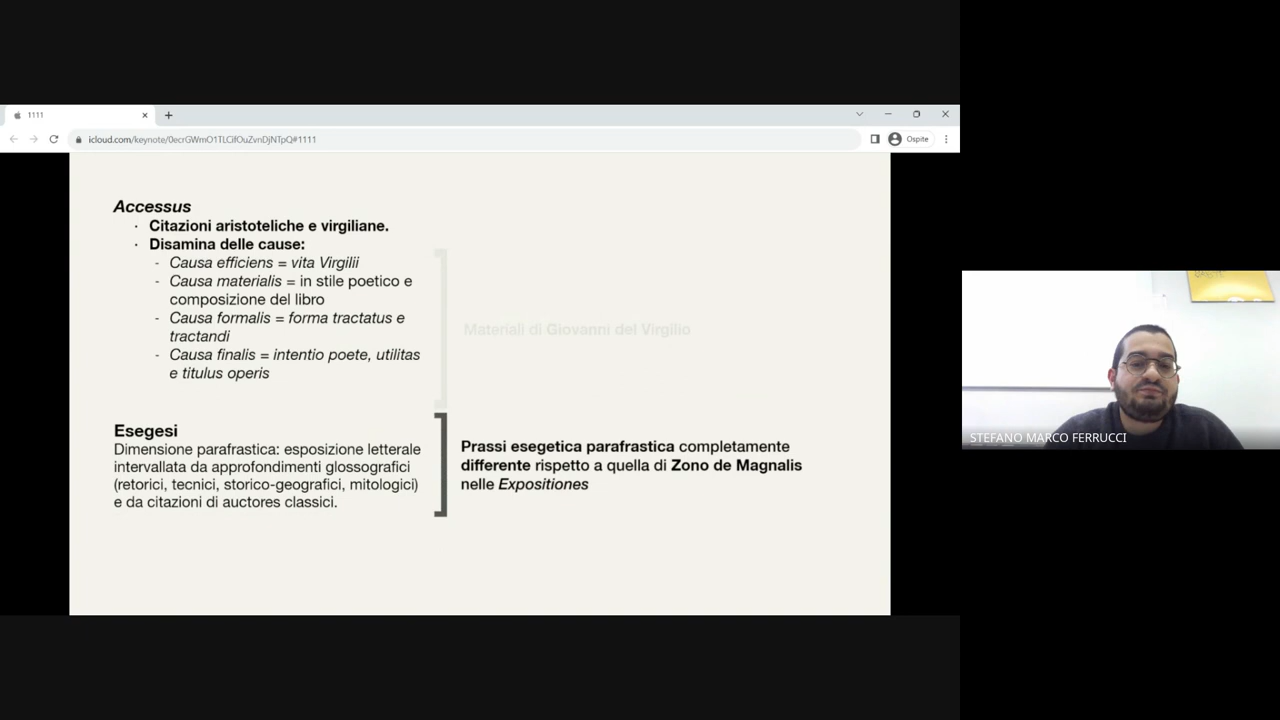 1111
icloud.com/keynote/0ecrGWmO1TLCifOuZvnDjNTpQ#1111
Ospite
Accessus
· Citazioni aristoteliche e virgiliane.
· Disamina delle cause:
- Causa efficiens = vita Virgilii
- Causa materialis = in stile poetico e
composizione del libro
- Causa formalis = forma tractatus e
tractandi
- Causa finalis = intentio poete, utilitas
e titulus operis
Materiali di Giovanni del Virgilio
Esegesi
Dimensione parafrastica: esposizione letterale
intervallata da approfondimenti glossografici
(retorici, tecnici, storico-geografici, mitologici)
e da citazioni di auctores classici.
Prassi esegetica parafrastica completamente
differente rispetto a quella di Zono de Magnalis
nelle Expositiones
STEFANO MARCO FERRUCCI